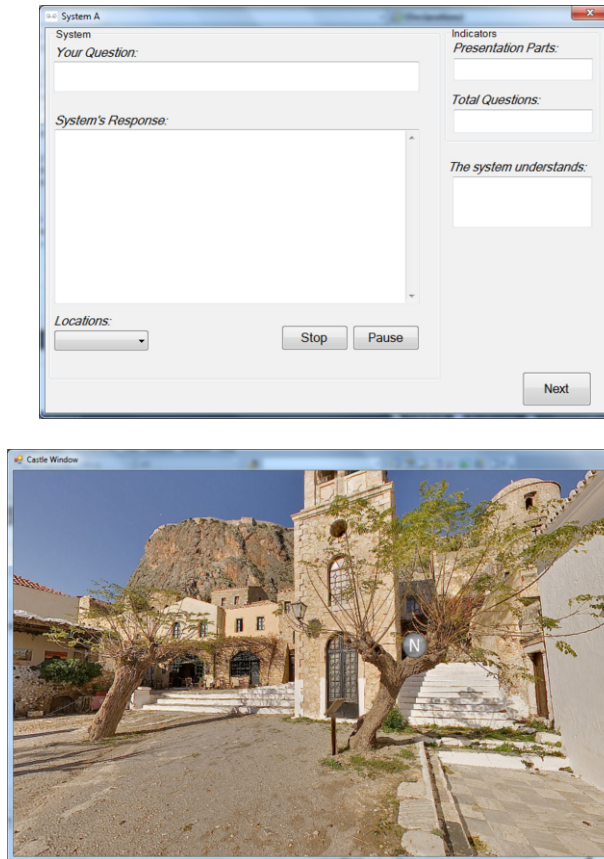 System A
System
Your Question:
System's Response:
Locations:
Stop
Pause
Indicators
Presentation Parts:
Total Questions:
The system understands:
Next
Castle Window
N